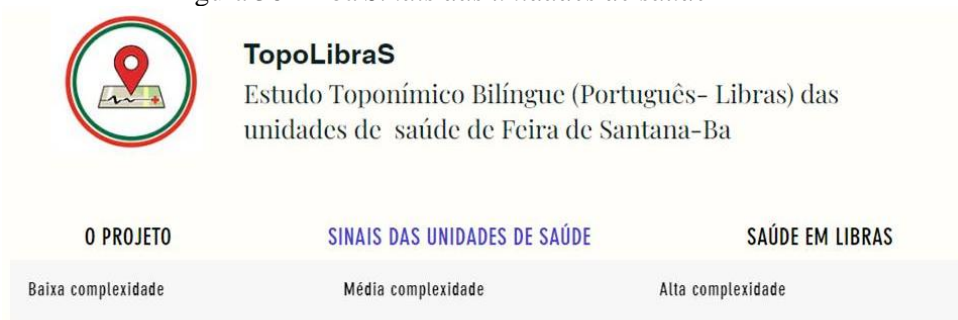 TopoLibraS
Estudo Toponímico Bilíngue (Português- Libras) das
unidades de saúde de Feira de Santana-Ba
O PROJETO SINAIS DAS UNIDADES DE SAÚDE SAÚDE EM LIBRAS
Baixa complexidade Média complexidade Alta complexidade